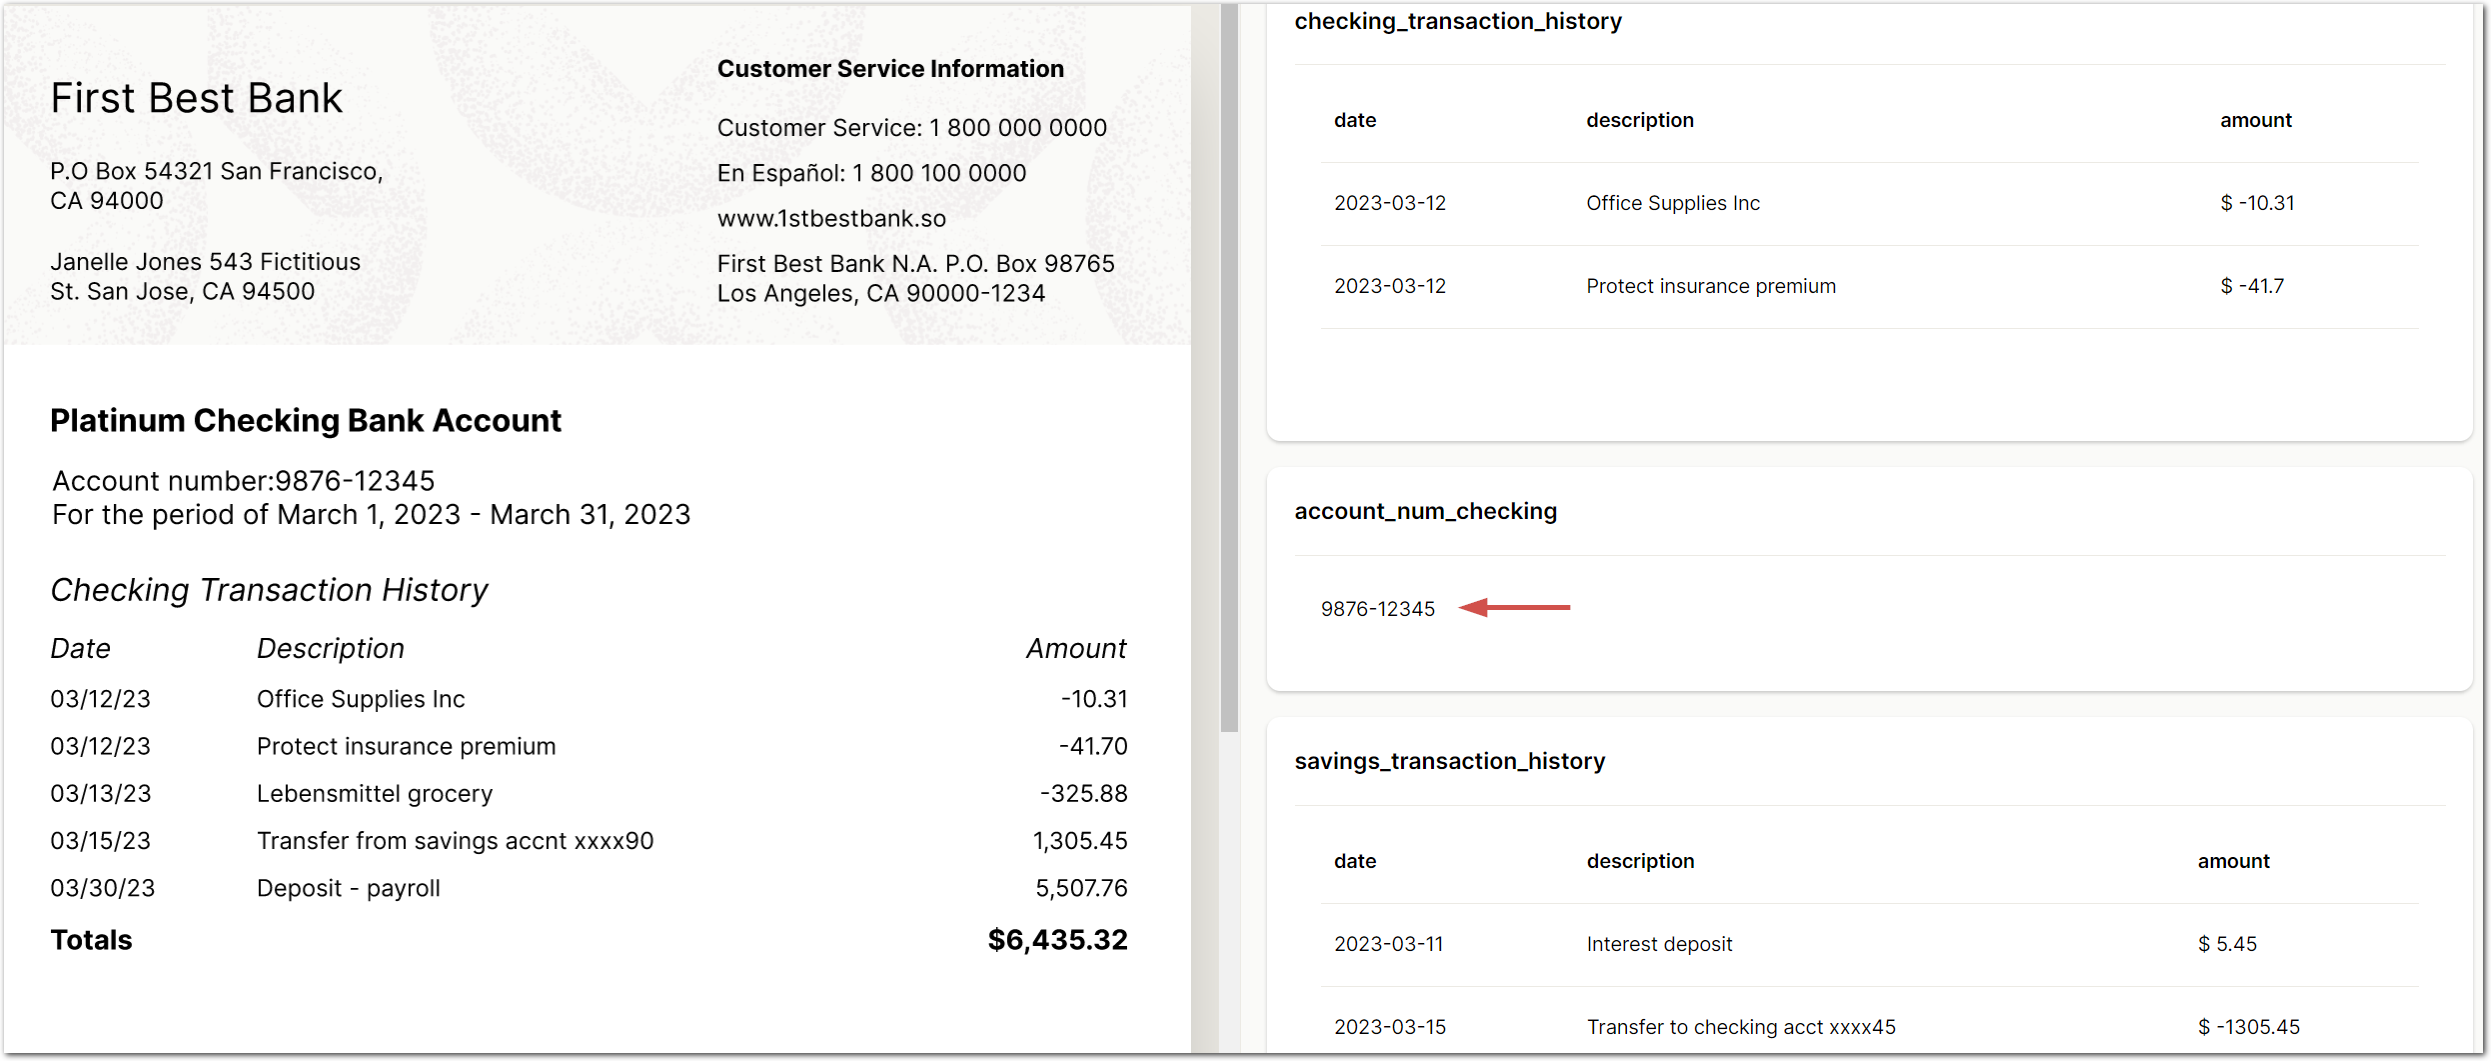 First Best Bank
P.O Box 54321 San Francisco,
CA 94000
Janelle Jones 543 Fictitious
St. San Jose, CA 94500
Customer Service Information
Customer Service: 1 800 000 0000
En Español: 1 800 100 0000
www.1stbestbank.so
First Best Bank N.A. P.O. Box 98765
Los Angeles, CA 90000-1234
Platinum Checking Bank Account
Account number:9876-12345
For the period of March 1, 2023 - March 31, 2023
Checking Transaction History
Date Description Amount
03/12/23 Office Supplies Inc -10.31
03/12/23 Protect insurance premium -41.70
03/13/23 Lebensmittel grocery -325.88
03/15/23 Transfer from savings accnt xxxx90 1,305.45
03/30/23 Deposit - payroll 5,507.76
Totals $6,435.32
checking_transaction_history
date description amount
2023-03-12 Office Supplies Inc $ -10.31
2023-03-12 Protect insurance premium $ -41.7
account_num_checking
9876-12345
savings_transaction_history
date description amount
2023-03-11 Interest deposit $ 5.45
2023-03-15 Transfer to checking acct xxxx45 $ -1305.45